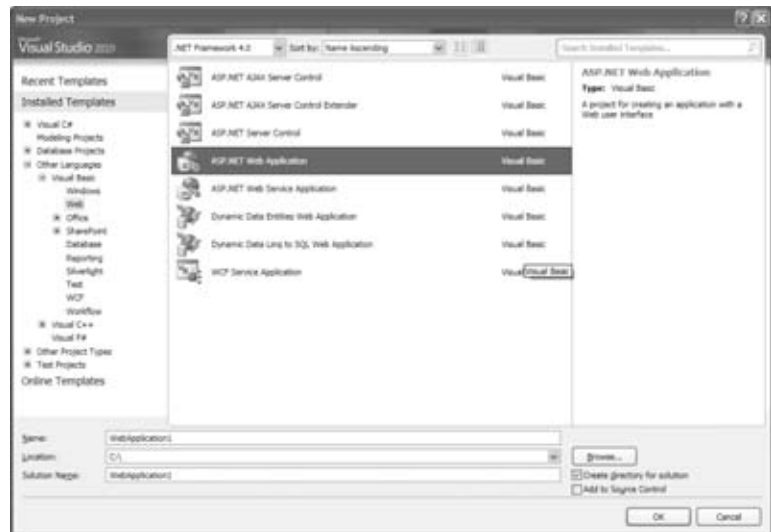 New Project
Microsoft
Visual Studio 2010
.NET Framework 4.0
Sort by: Name Ascending
Search Installed Templates
Recent Templates
Installed Templates
Visual C#
Modeling Projects
Database Projects
Other Languages
Visual Basic
Windows
Web
Office
SharePoint
Database
Reporting
Silverlight
Test
WCF
Workflow
Visual C++
Visual F#
Other Project Types
Test Projects
Online Templates
ASP.NET AJAX Server Control Visual Basic
ASP.NET AJAX Server Control Extender Visual Basic
ASP.NET Server Control Visual Basic
ASP.NET Web Application Visual Basic
ASP.NET Web Service Application Visual Basic
Dynamic Data Entities Web Application Visual Basic
Dynamic Data Linq to SQL Web Application Visual Basic
WCF Service Application Visual Visual Basic
ASP.NET Web Application
Type: Visual Basic
A project for creating an application with a
Web user interface
Name: WebApplication1
Location: C:\
Solution Name: WebApplication1
Browse...
Create directory for solution
Add to Source Control
OK
Cancel